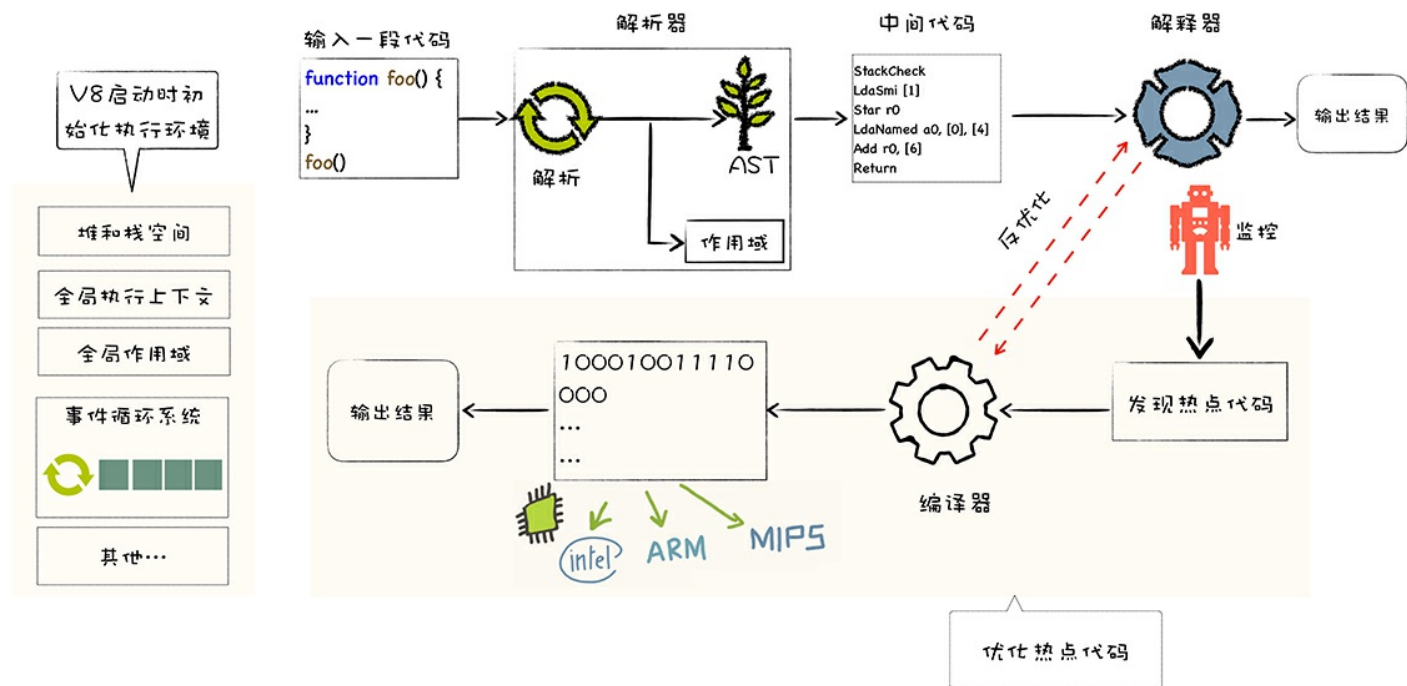 V8启动时初
始化执行环境
堆和栈空间
全局执行上下文
全局作用域
事件循环系统
其他…
输入一段代码
function foo() {
...
}
foo()
解析器
解析
AST
作用域
中间代码
StackCheck
LdaSmi [1]
Star r0
LdaNamed a0, [0], [4]
Add r0, [6]
Return
解释器
输出结果
反优化
监控
发现热点代码
编译器
100010011110
000
...
...
输出结果
intel
ARM
MIPS
优化热点代码